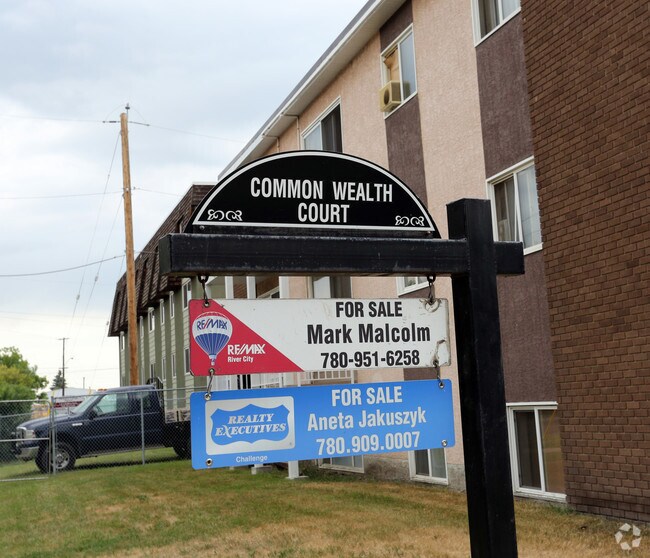 COMMON WEALTH
COURT
FOR SALE
Mark Malcolm
780-951-6258
RE/MAX
RE/MAX
River City
FOR SALE
Aneta Jakuszyk
780.909.0007
REALTY
EXECUTIVES
Challenge